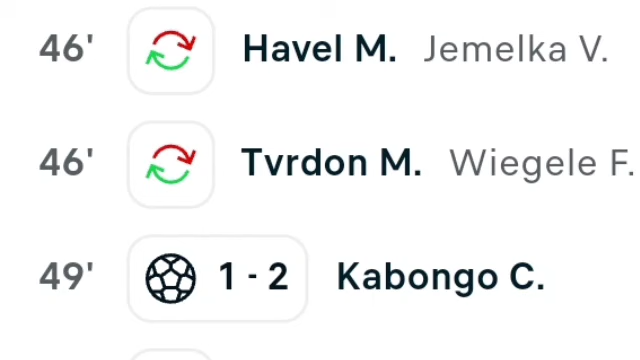 46' Havel M. Jemelka V.
46' Tvrdon M. Wiegele F.
49' 1 - 2 Kabongo C.